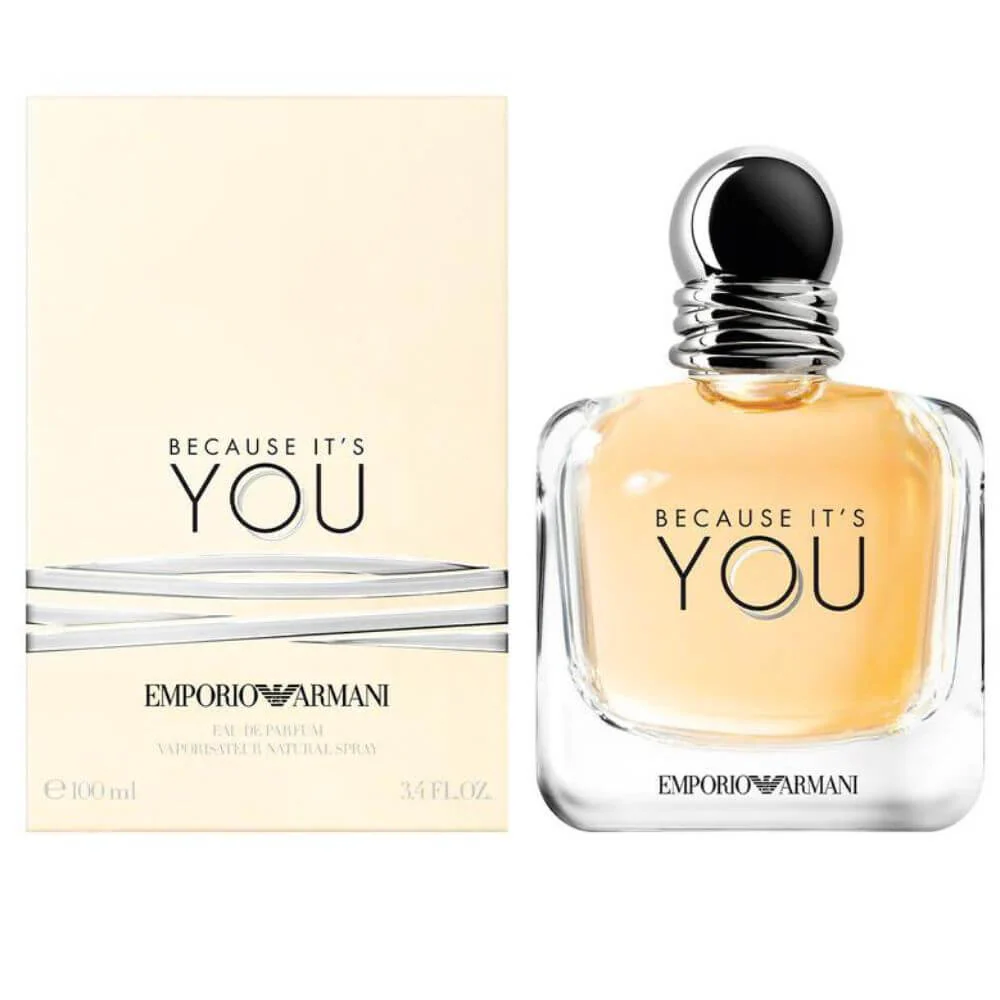 BECAUSE IT'S
YOU
EMPORIO ARMANI
EAU DE PARFUM
VAPORISATEUR NATURAL SPRAY
e 100 ml 3.4 FL.OZ.
BECAUSE IT'S
YOU
EMPORIO ARMANI